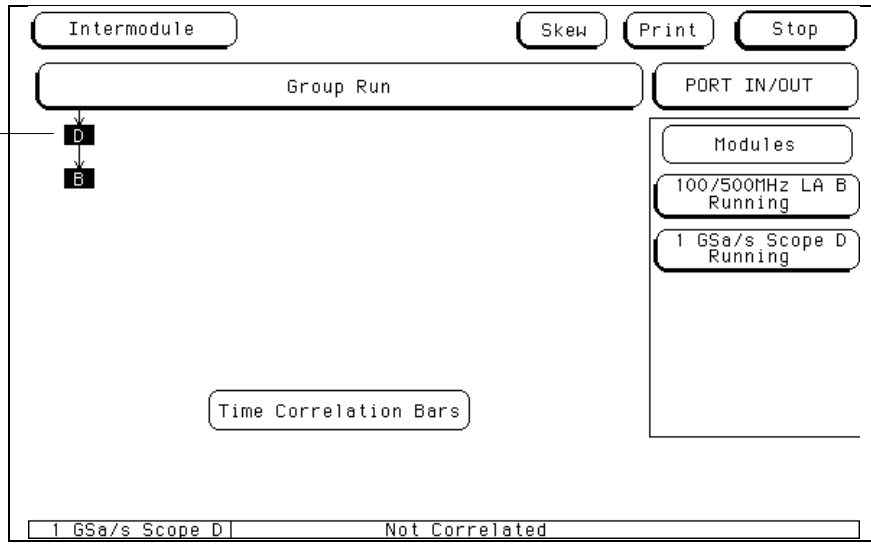 Intermodule
Skew
Print
Stop
Group Run
PORT IN/OUT
D
B
Modules
100/500MHz LA B
Running
1 GSa/s Scope D
Running
Time Correlation Bars
1 GSa/s Scope D
Not Correlated